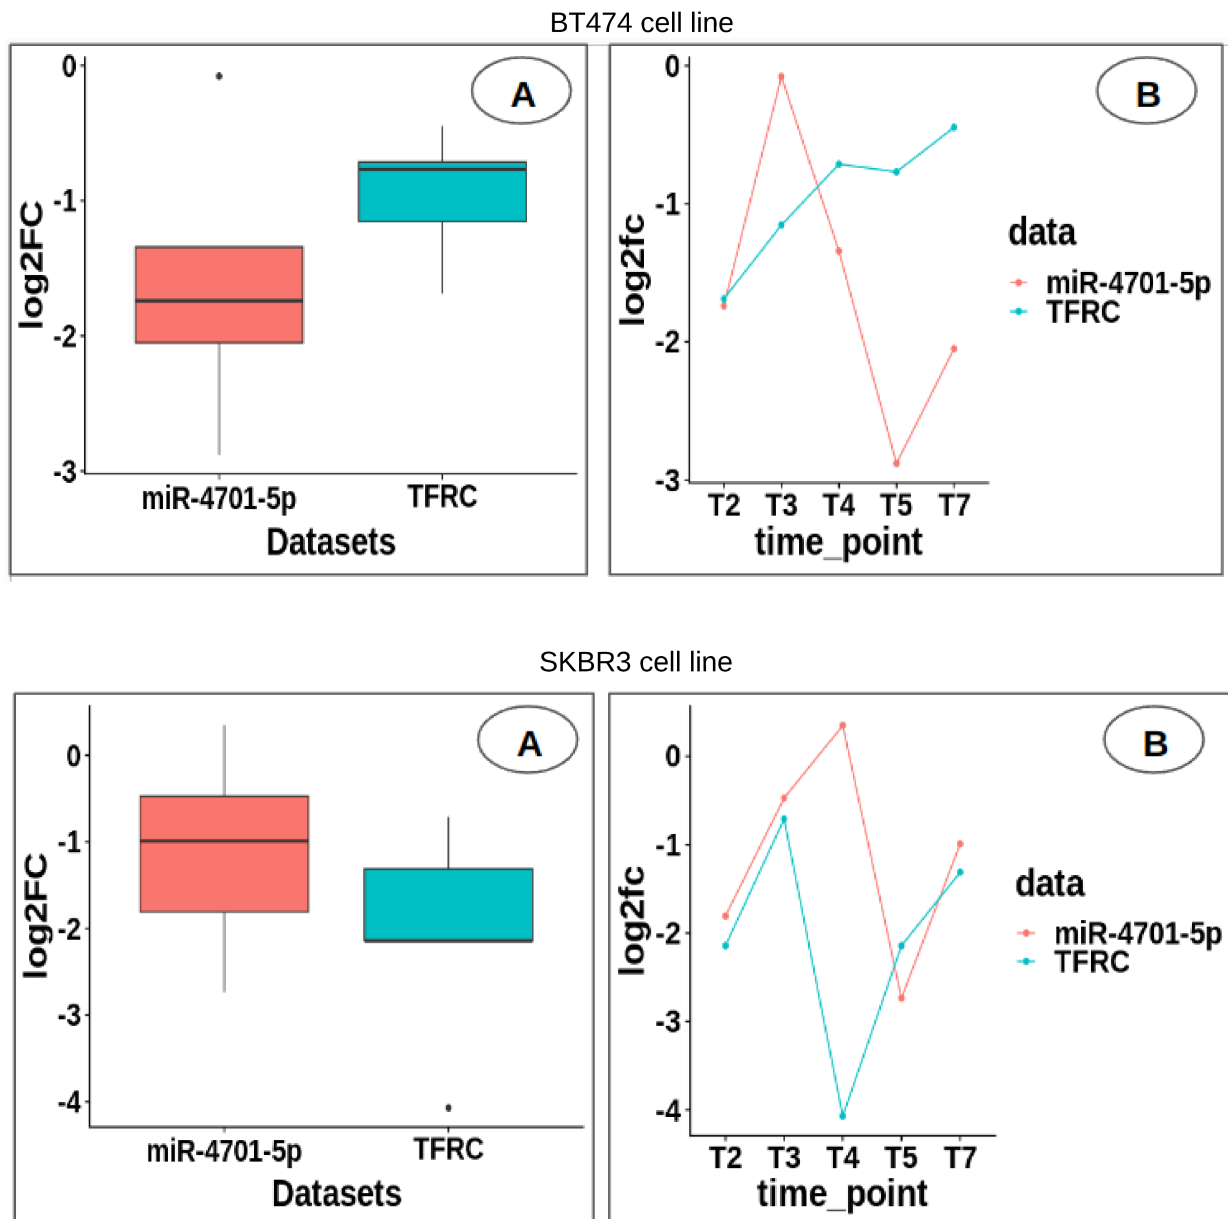 BT474 cell line
A
0
-1
-2
-3
log2FC
miR-4701-5p TFRC
Datasets
B
0
-1
-2
-3
log2fc
T2 T3 T4 T5 T7
time_point
data
miR-4701-5p
TFRC
SKBR3 cell line
A
0
-1
-2
-3
-4
log2FC
miR-4701-5p TFRC
Datasets
B
0
-1
-2
-3
-4
log2fc
T2 T3 T4 T5 T7
time_point
data
miR-4701-5p
TFRC